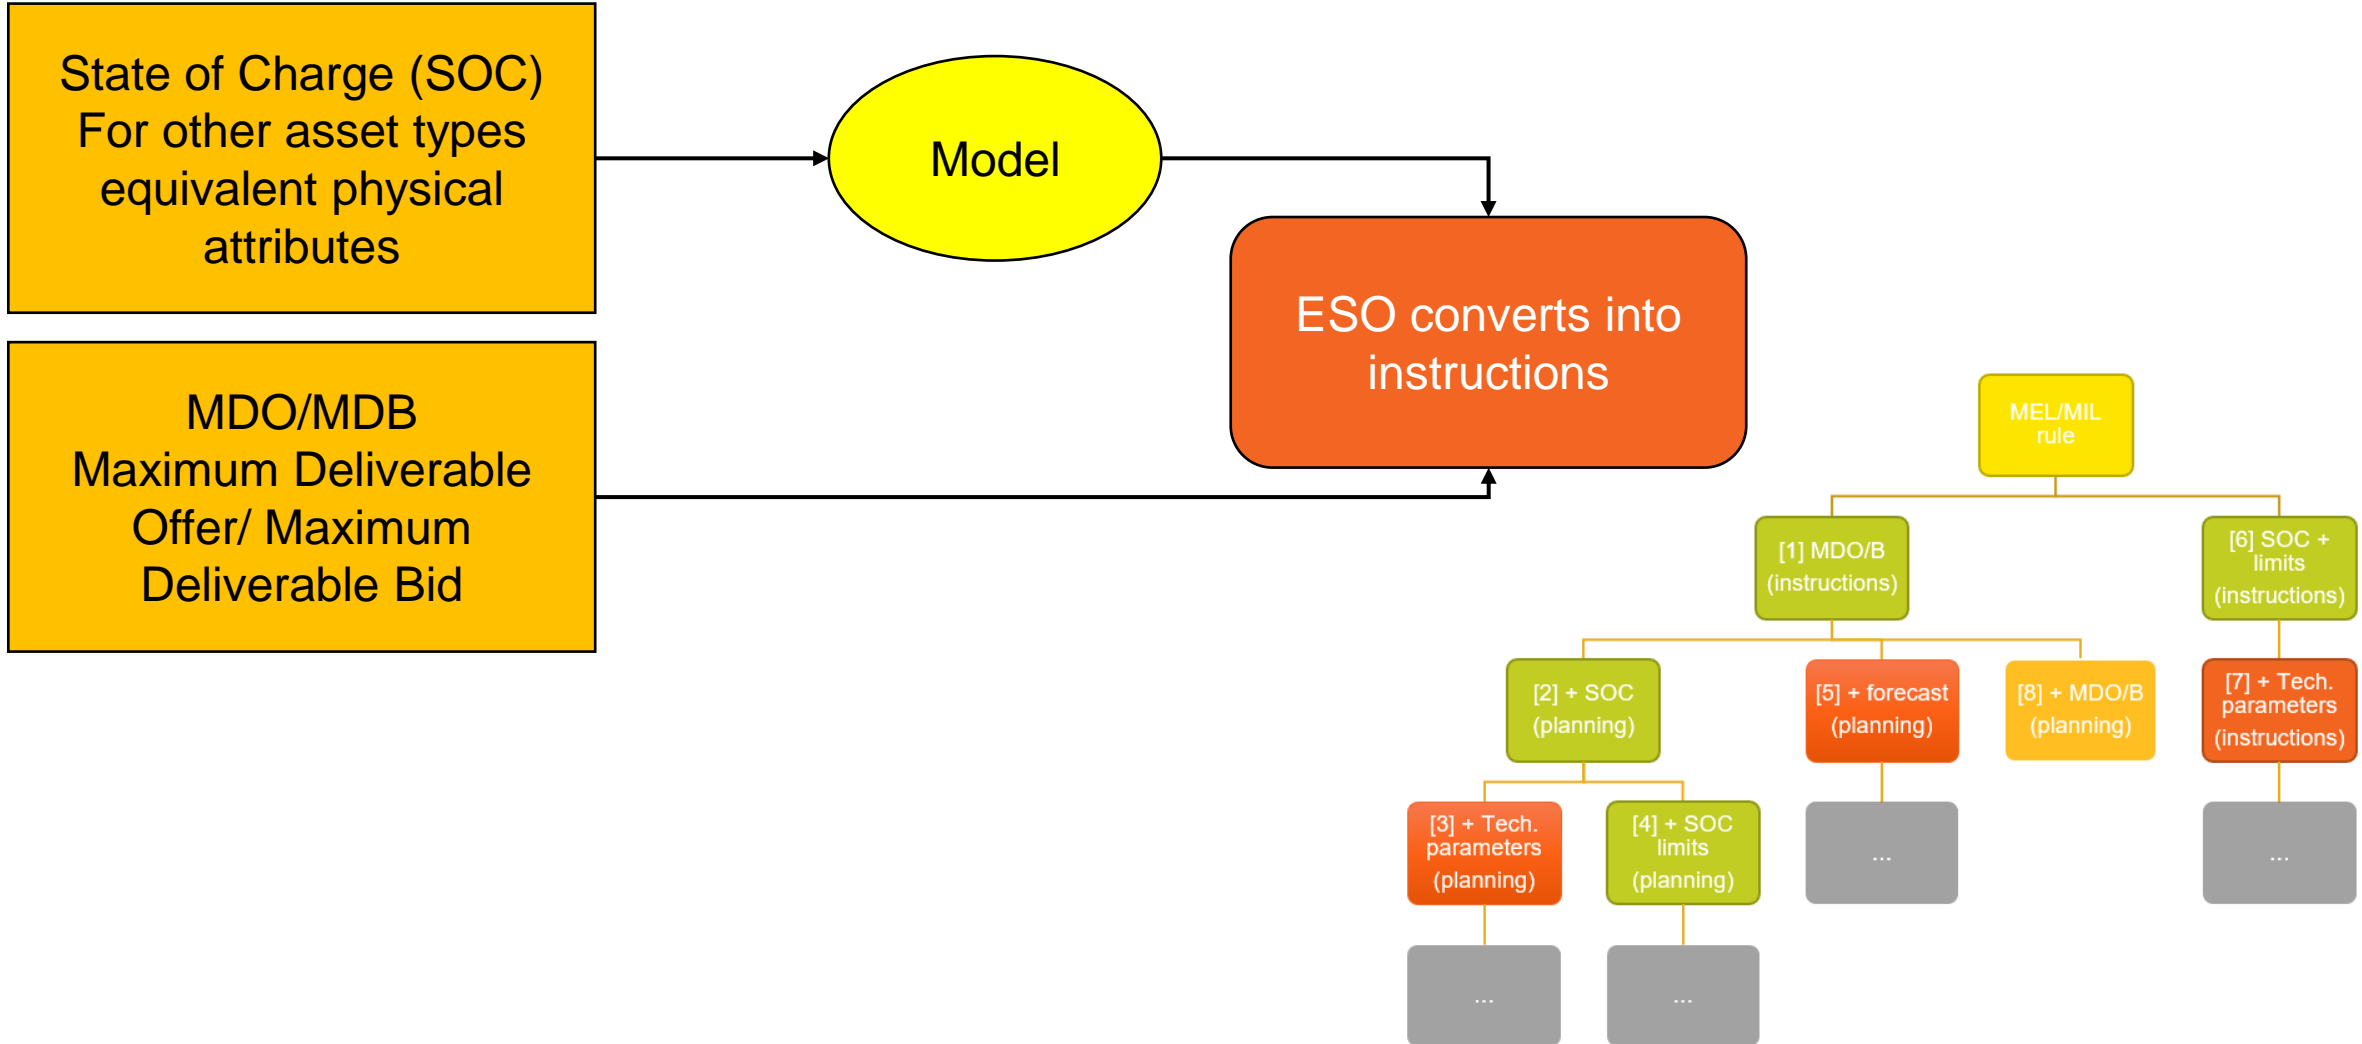 State of Charge (SOC)
For other asset types
equivalent physical
attributes
Model
ESO converts into
instructions
MDO/MDB
Maximum Deliverable
Offer/ Maximum
Deliverable Bid
MEL/MIL
rule
[1] MDO/B
(instructions)
[6] SOC +
limits
(instructions)
[2] + SOC
(planning)
[5] + forecast
(planning)
[8] + MDO/B
(planning)
[7] + Tech.
parameters
(instructions)
[3] + Tech.
parameters
(planning)
[4] + SOC
limits
(planning)
...
...
...
...